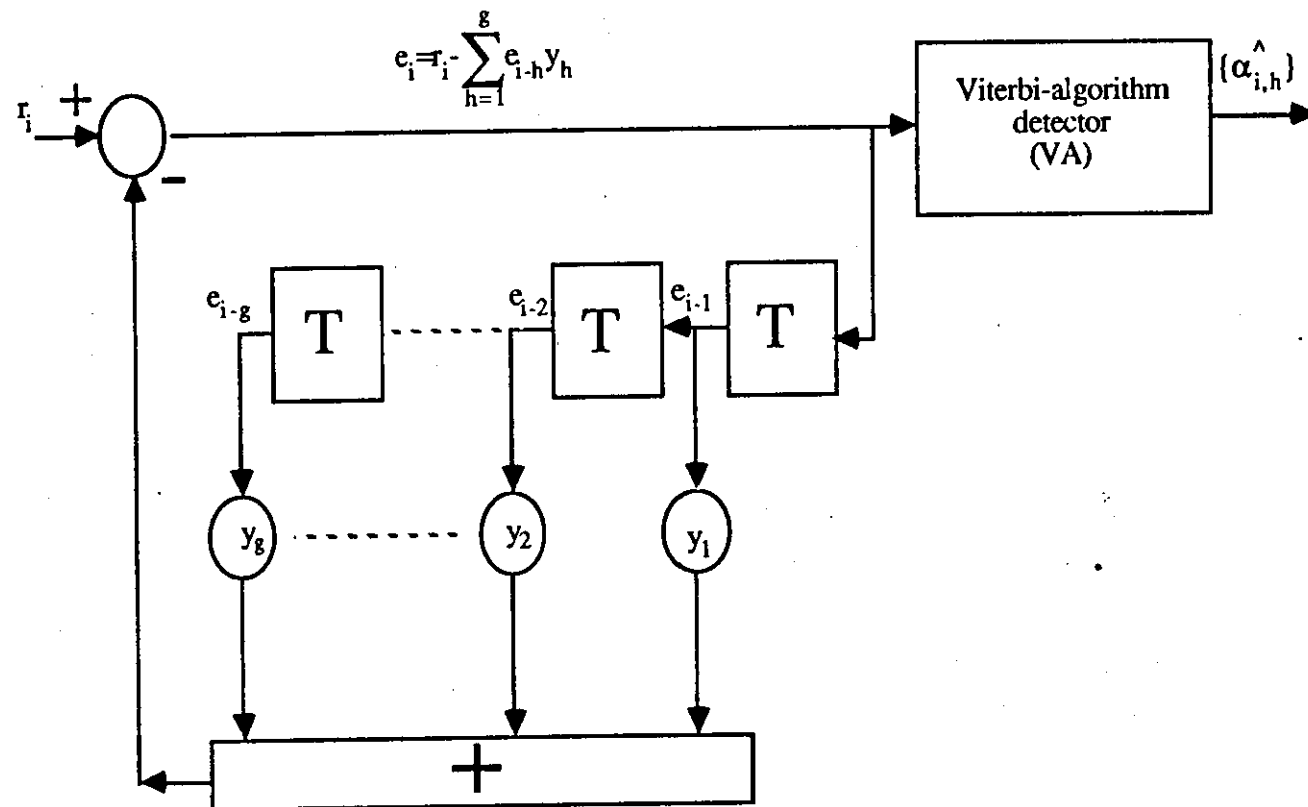 e_i=r_i-∑_{h=1}^{g} e_{i-h}y_h
r_i
+
-
Viterbi-algorithm
detector
(VA)
{α^_{i,h}}
e_{i-g}
T
e_{i-2}
T
e_{i-1}
T
y_g
y_2
y_1
+